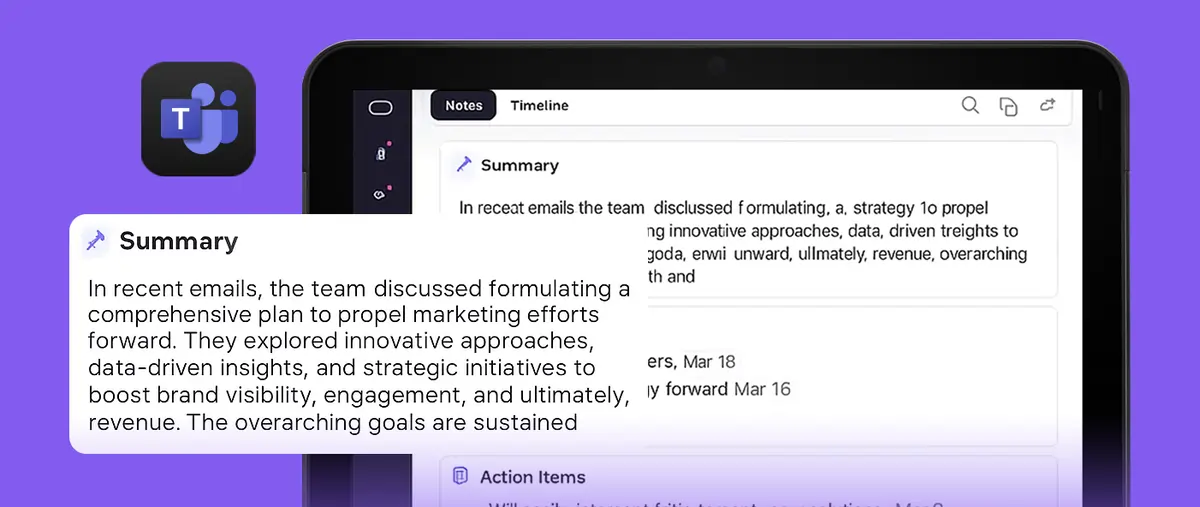 T
Notes Timeline
Summary
In receat emails the team disclussed f ormulating, a, strategy 1o propel
ng innovative approaches, data, driven treights to
goda, erwii unward, ullmately, revenue, overarching
th and
Summary
In recent emails, the team discussed formulating a
comprehensive plan to propel marketing efforts
forward. They explored innovative approaches,
data-driven insights, and strategic initiatives to
boost brand visibility, engagement, and ultimately,
revenue. The overarching goals are sustained
ers, Mar 18
gy forward Mar 16
Action Items